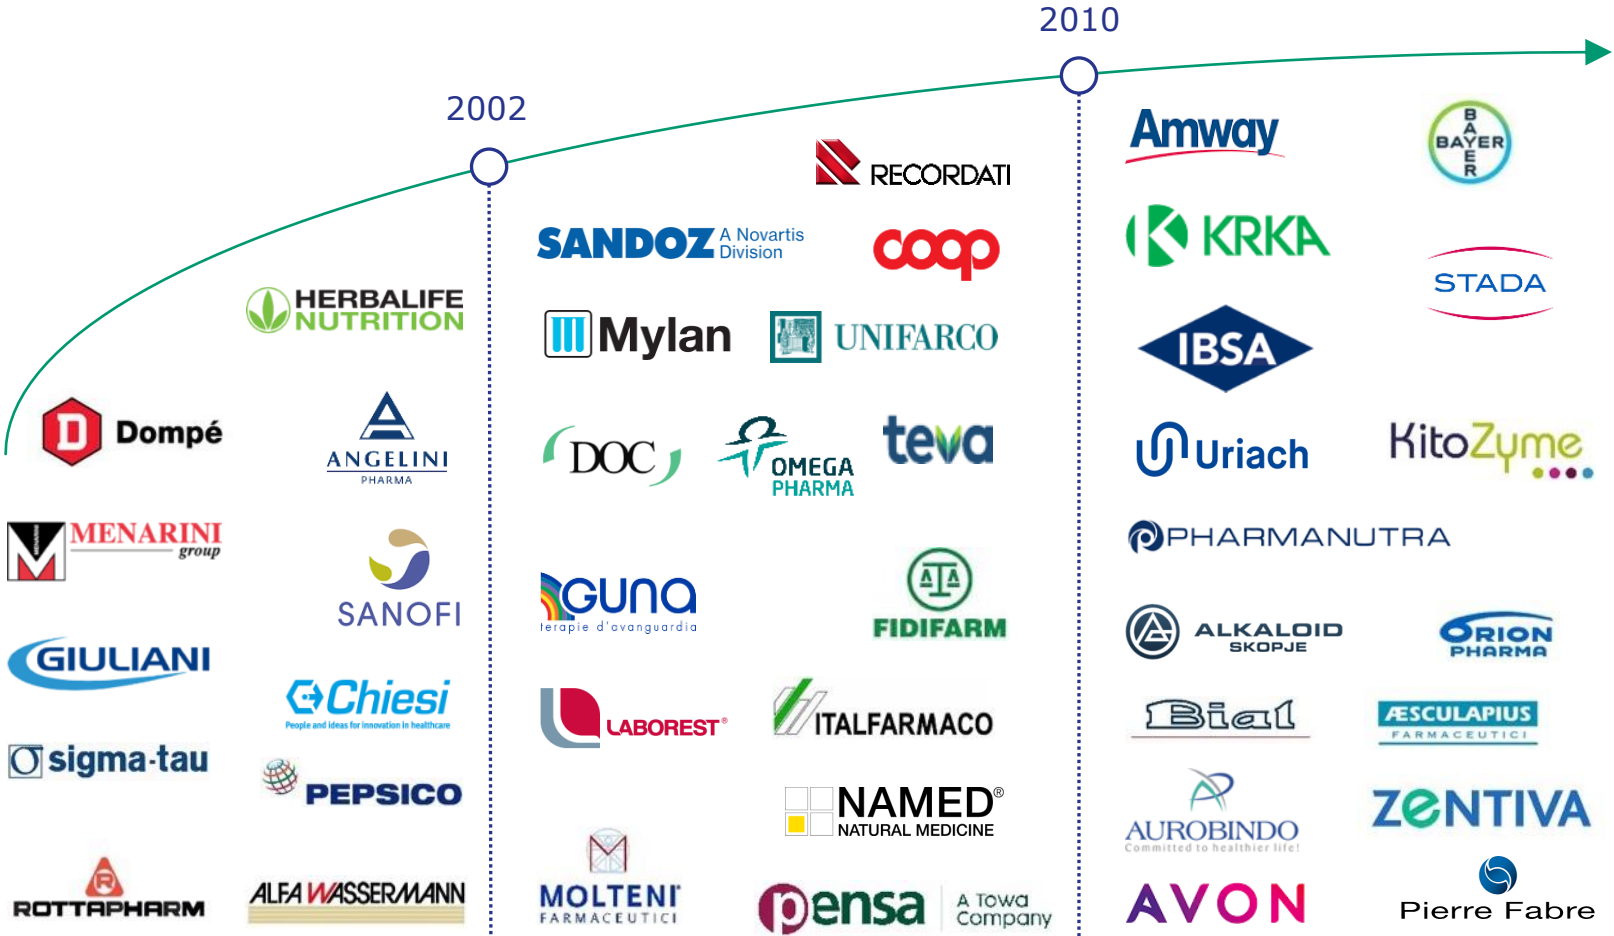 2002
2010
HERBALIFE
NUTRITION
D Dompé
A
ANGELINI
PHARMA
MENARINI
M MENARINI
group
SANOFI
GIULIANI
Chiesi
People and ideas for innovation in healthcare
sigma-tau
PEPSICO
R
ROTTAPHARM
ALFA WASSERMANN
RECORDATI
SANDOZ A Novartis
Division
coop
Mylan
UNIFARCO
DOC
OMEGA
PHARMA
teva
GUNA
terapie d'avanguardia
FIDIFARM
LABOREST®
ITALFARMACO
NAMED®
NATURAL MEDICINE
MOLTENI
FARMACEUTICI
pensa A Towa
Company
Amway
BAYER
BAYER
KRKA
STADA
IBSA
Uriach
KitoZyme
PHARMANUTRA
ALKALOID
SKOPJE
ORION
PHARMA
Bial
ÆSCULAPIUS
FARMACEUTICI
AUROBINDO
Committed to healthier life!
ZENTIVA
AVON
Pierre Fabre